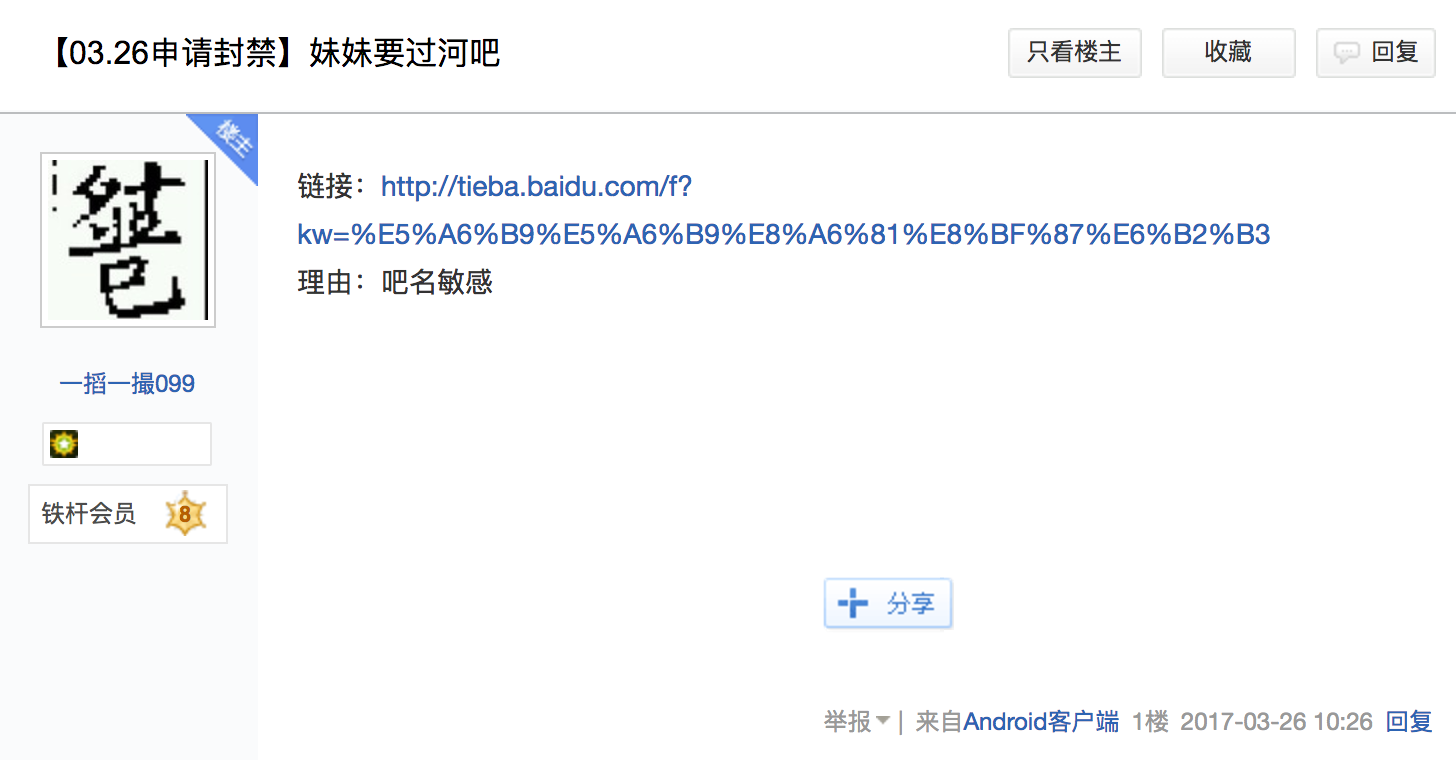 【03.26申请封禁】妹妹要过河吧
只看楼主
收藏
回复
楼主
链接：http://tieba.baidu.com/f?
kw=%E5%A6%B9%E5%A6%B9%E8%A6%81%E8%BF%87%E6%B2%B3
理由：吧名敏感
一搯一撮099
铁杆会员 8
分享
举报 | 来自Android客户端 1楼 2017-03-26 10:26 回复